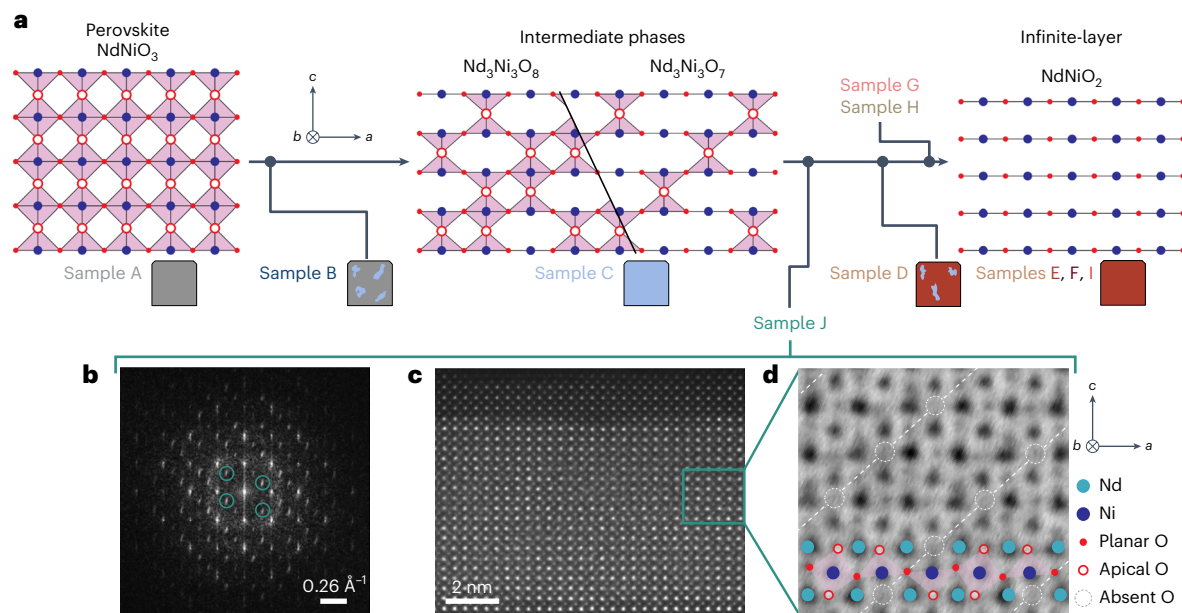 a
Perovskite
NdNiO3
Intermediate phases
Infinite-layer
Nd3Ni3O8
Nd3Ni3O7
NdNiO2
c
b
a
Sample G
Sample H
Sample A
Sample B
Sample C
Sample D
Samples E, F, I
Sample J
b
0.26 Å−1
c
2 nm
d
c
b
a
Nd
Ni
Planar O
Apical O
Absent O